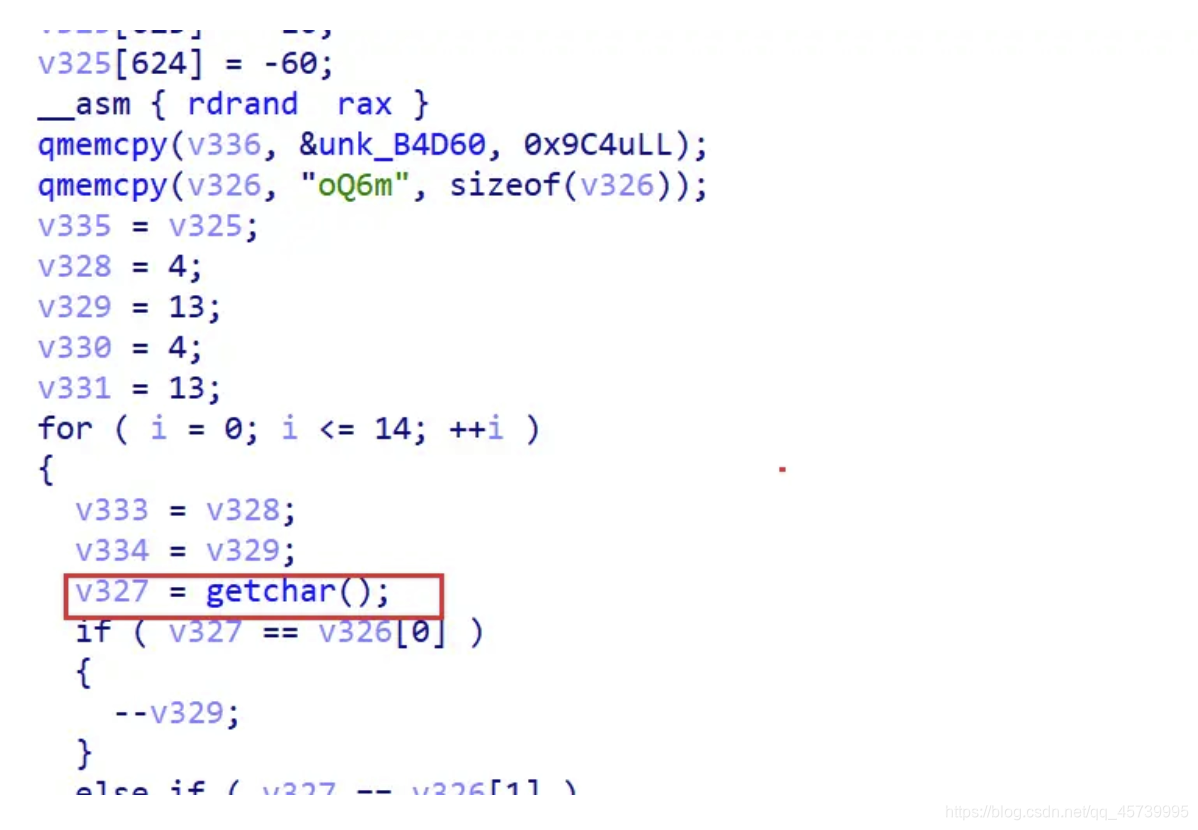 v325[624] = -60;
__asm { rdrand rax }
qmemcpy(v336, &unk_B4D60, 0x9C4uLL);
qmemcpy(v326, "oQ6m", sizeof(v326));
v335 = v325;
v328 = 4;
v329 = 13;
v330 = 4;
v331 = 13;
for ( i = 0; i <= 14; ++i )
{
v333 = v328;
v334 = v329;
v327 = getchar();
if ( v327 == v326[0] )
{
--v329;
}
else if ( v327 == v326[1] )
https://blog.csdn.net/qq_45739995